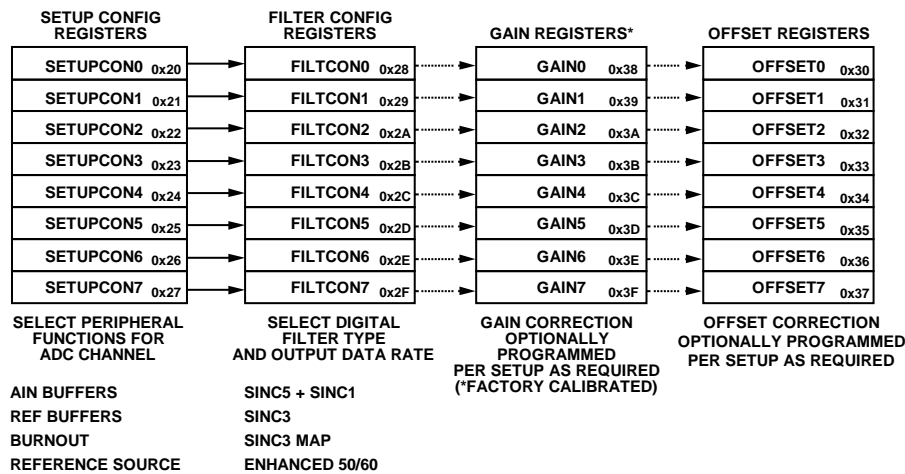 SETUP CONFIG
REGISTERS
FILTER CONFIG
REGISTERS
GAIN REGISTERS*
OFFSET REGISTERS
SETUPCON0 0x20
FILTCON0 0x28
GAIN0 0x38
OFFSET0 0x30
SETUPCON1 0x21
FILTCON1 0x29
GAIN1 0x39
OFFSET1 0x31
SETUPCON2 0x22
FILTCON2 0x2A
GAIN2 0x3A
OFFSET2 0x32
SETUPCON3 0x23
FILTCON3 0x2B
GAIN3 0x3B
OFFSET3 0x33
SETUPCON4 0x24
FILTCON4 0x2C
GAIN4 0x3C
OFFSET4 0x34
SETUPCON5 0x25
FILTCON5 0x2D
GAIN5 0x3D
OFFSET5 0x35
SETUPCON6 0x26
FILTCON6 0x2E
GAIN6 0x3E
OFFSET6 0x36
SETUPCON7 0x27
FILTCON7 0x2F
GAIN7 0x3F
OFFSET7 0x37
SELECT PERIPHERAL
FUNCTIONS FOR
ADC CHANNEL
SELECT DIGITAL
FILTER TYPE
AND OUTPUT DATA RATE
GAIN CORRECTION
OPTIONALLY
PROGRAMMED
PER SETUP AS REQUIRED
(*FACTORY CALIBRATED)
OFFSET CORRECTION
OPTIONALLY PROGRAMMED
PER SETUP AS REQUIRED
AIN BUFFERS
REF BUFFERS
BURNOUT
REFERENCE SOURCE
SINC5 + SINC1
SINC3
SINC3 MAP
ENHANCED 50/60